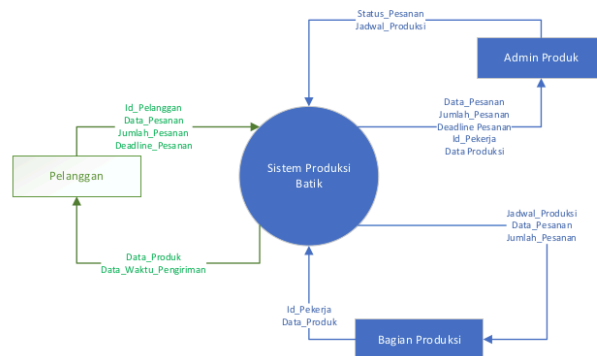 Status_Pesanan
Jadwal_Produksi
Admin Produk
Id_Pelanggan
Data_Pesanan
Jumlah_Pesanan
Deadline_Pesanan
Data_Pesanan
Jumlah_Pesanan
Deadline Pesanan
Id_Pekerja
Data Produksi
Pelanggan
Sistem Produksi
Batik
Jadwal_Produksi
Data_Pesanan
Jumlah_Pesanan
Data_Produk
Data_Waktu_Pengiriman
Id_Pekerja
Data_Produk
Bagian Produksi